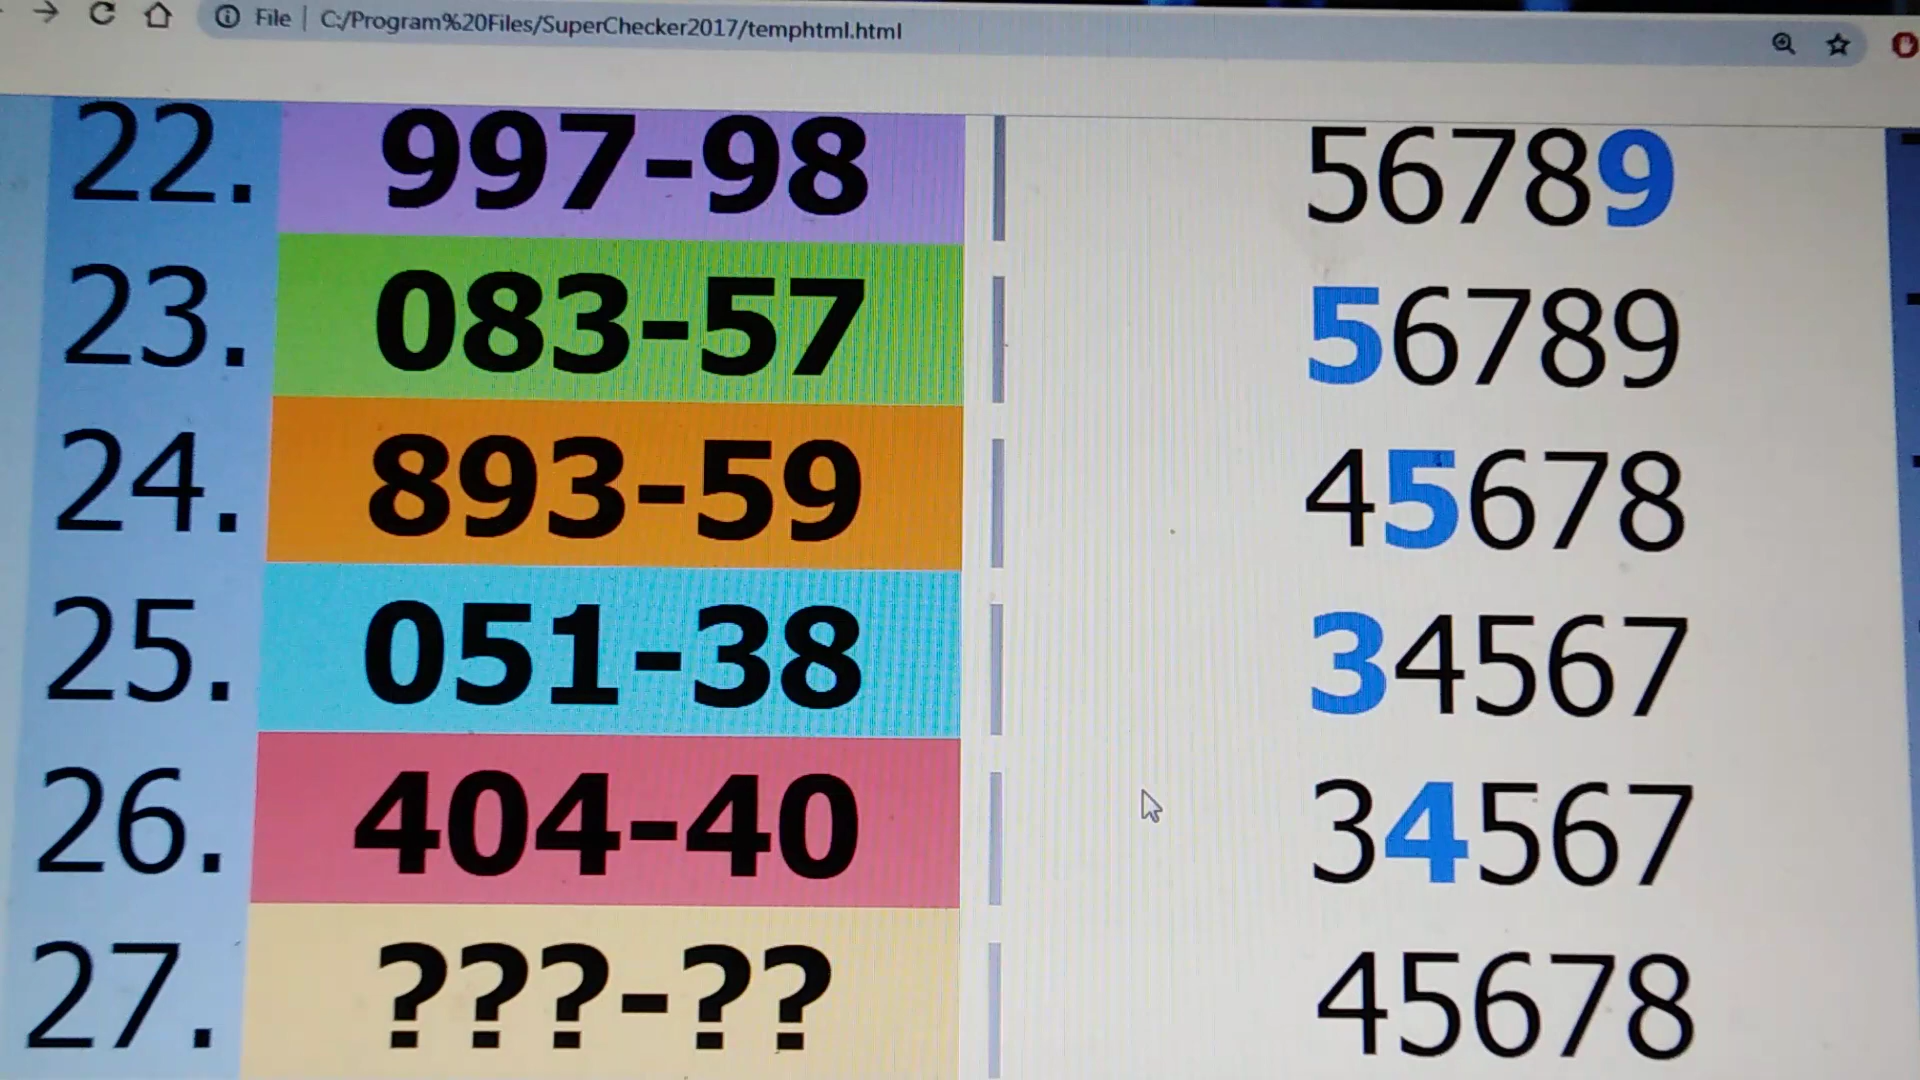 File | C:/Program%20Files/SuperChecker2017/temphtml.html
22. 997-98 56789
23. 083-57 56789
24. 893-59 45678
25. 051-38 34567
26. 404-40 34567
27. ???-?? 45678